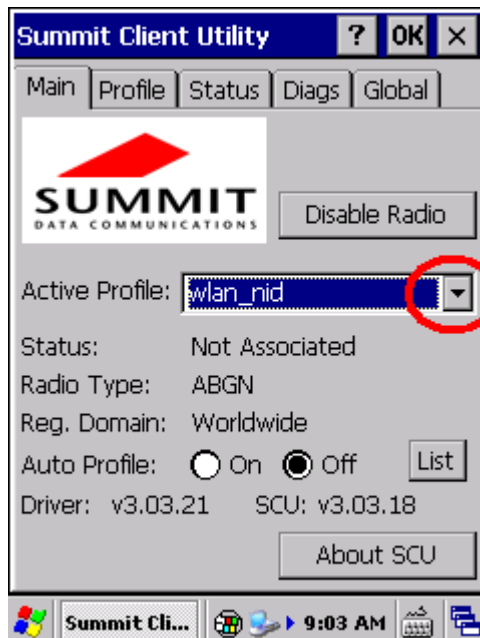 Summit Client Utility ? OK ×
Main Profile Status Diags Global
SUMMIT
DATA COMMUNICATIONS
Disable Radio
Active Profile: wlan_nid
Status: Not Associated
Radio Type: ABGN
Reg. Domain: Worldwide
Auto Profile: On Off List
Driver: v3.03.21 SCU: v3.03.18
About SCU
Summit Cli... 9:03 AM